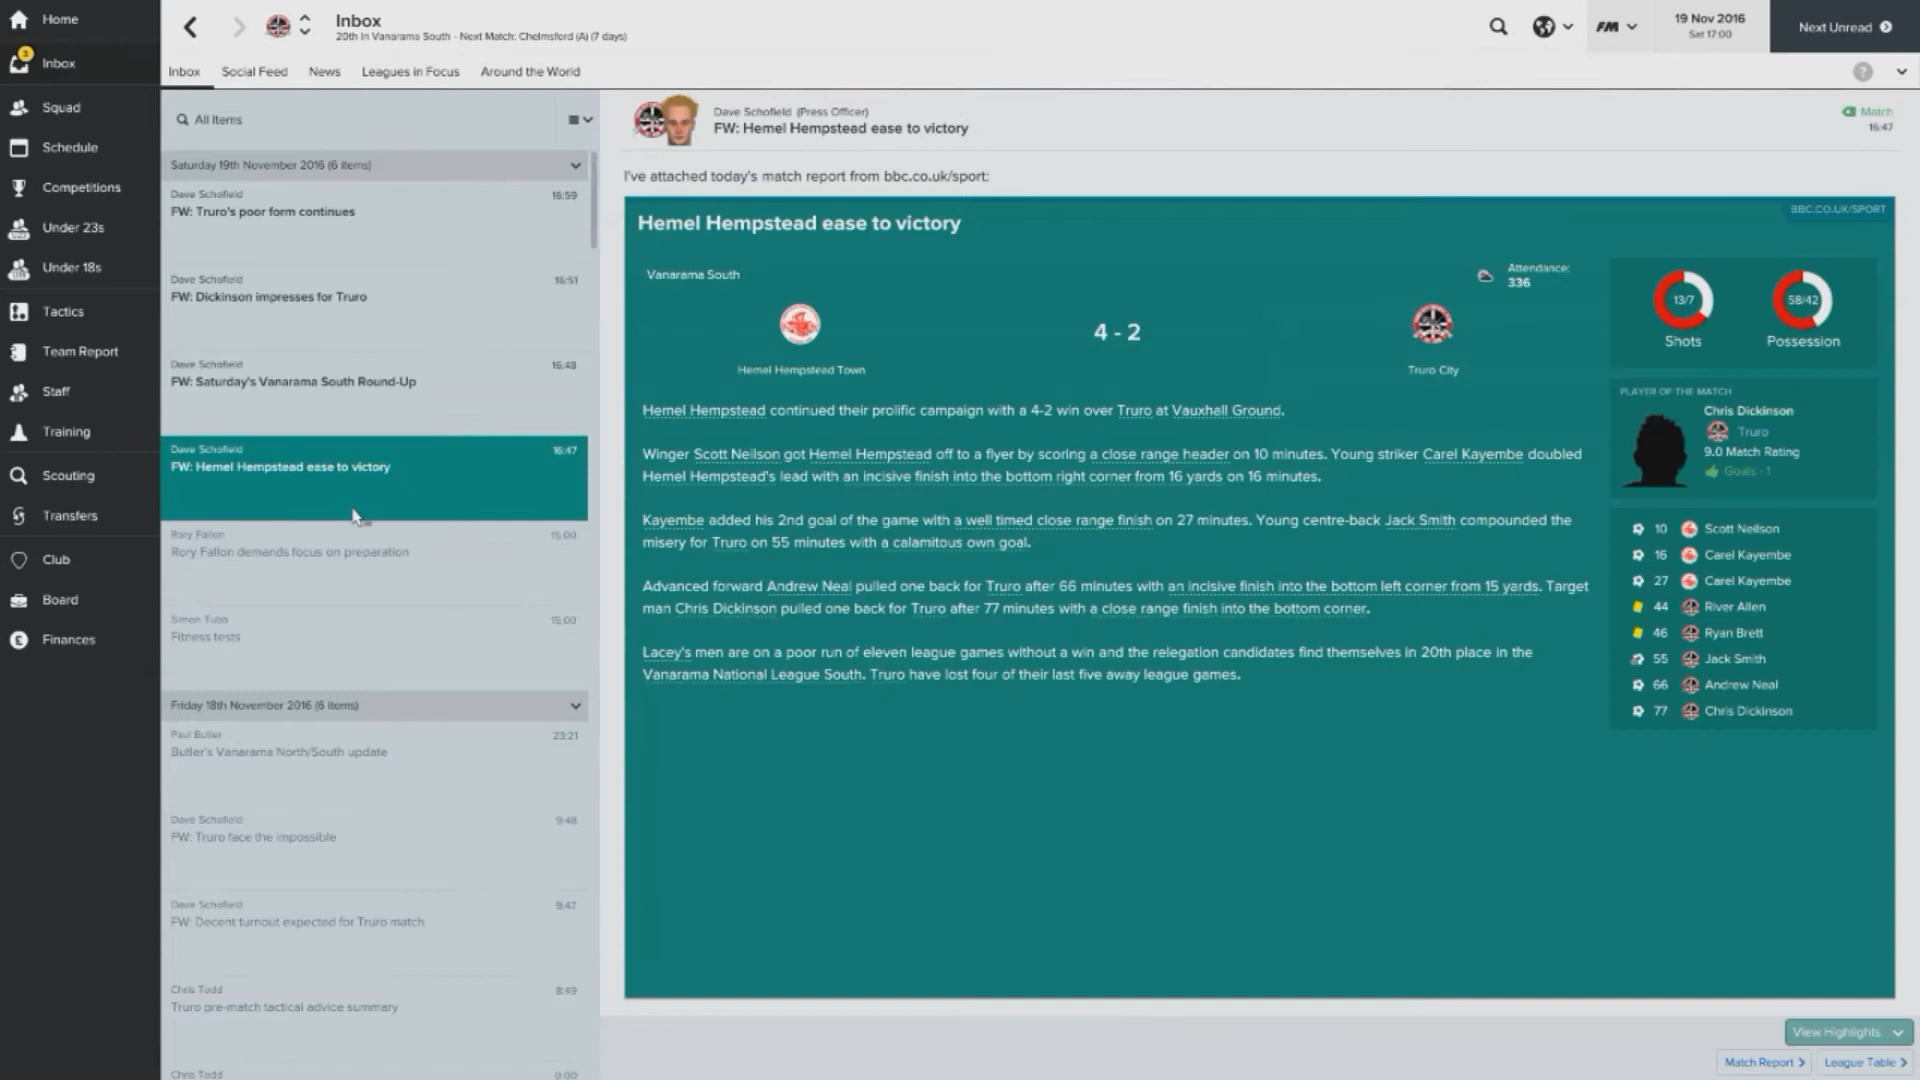 Home
3
Inbox
Squad
Schedule
Competitions
Under 23s
Under 18s
Tactics
Team Report
Staff
Training
Scouting
Transfers
Club
Board
Finances
Inbox
20th in Vanarama South - Next Match: Chelmsford (A) (7 days)
FM
19 Nov 2016
Sat 17:00
Next Unread
Inbox
Social Feed
News
Leagues in Focus
Around the World
?
All Items
Saturday 19th November 2016 (6 items)
Dave Schofield 16:59
FW: Truro's poor form continues
Dave Schofield 16:51
FW: Dickinson impresses for Truro
Dave Schofield 16:48
FW: Saturday's Vanarama South Round-Up
Dave Schofield 16:47
FW: Hemel Hempstead ease to victory
Rory Fallon 15:00
Rory Fallon demands focus on preparation
Simon Tubb 15:00
Fitness tests
Friday 18th November 2016 (6 items)
Paul Butler 23:21
Butler's Vanarama North/South update
Dave Schofield 9:48
FW: Truro face the impossible
Dave Schofield 9:47
FW: Decent turnout expected for Truro match
Chris Todd 8:49
Truro pre-match tactical advice summary
Chris Todd 0:00
Dave Schofield (Press Officer)
FW: Hemel Hempstead ease to victory
Match
16:47
I've attached today's match report from bbc.co.uk/sport:
Hemel Hempstead ease to victory
BBC.CO.UK/SPORT
Vanarama South
Attendance:
336
Hemel Hempstead Town
4 - 2
Truro City
Hemel Hempstead continued their prolific campaign with a 4-2 win over Truro at Vauxhall Ground.
Winger Scott Neilson got Hemel Hempstead off to a flyer by scoring a close range header on 10 minutes. Young striker Carel Kayembe doubled
Hemel Hempstead's lead with an incisive finish into the bottom right corner from 16 yards on 16 minutes.
Kayembe added his 2nd goal of the game with a well timed close range finish on 27 minutes. Young centre-back Jack Smith compounded the
misery for Truro on 55 minutes with a calamitous own goal.
Advanced forward Andrew Neal pulled one back for Truro after 66 minutes with an incisive finish into the bottom left corner from 15 yards. Target
man Chris Dickinson pulled one back for Truro after 77 minutes with a close range finish into the bottom corner.
Lacey's men are on a poor run of eleven league games without a win and the relegation candidates find themselves in 20th place in the
Vanarama National League South. Truro have lost four of their last five away league games.
13/7
Shots
58/42
Possession
PLAYER OF THE MATCH
Chris Dickinson
Truro
9.0 Match Rating
Goals - 1
10 Scott Neilson
16 Carel Kayembe
27 Carel Kayembe
44 River Allen
46 Ryan Brett
55 Jack Smith
66 Andrew Neal
77 Chris Dickinson
View Highlights
Match Report
League Table